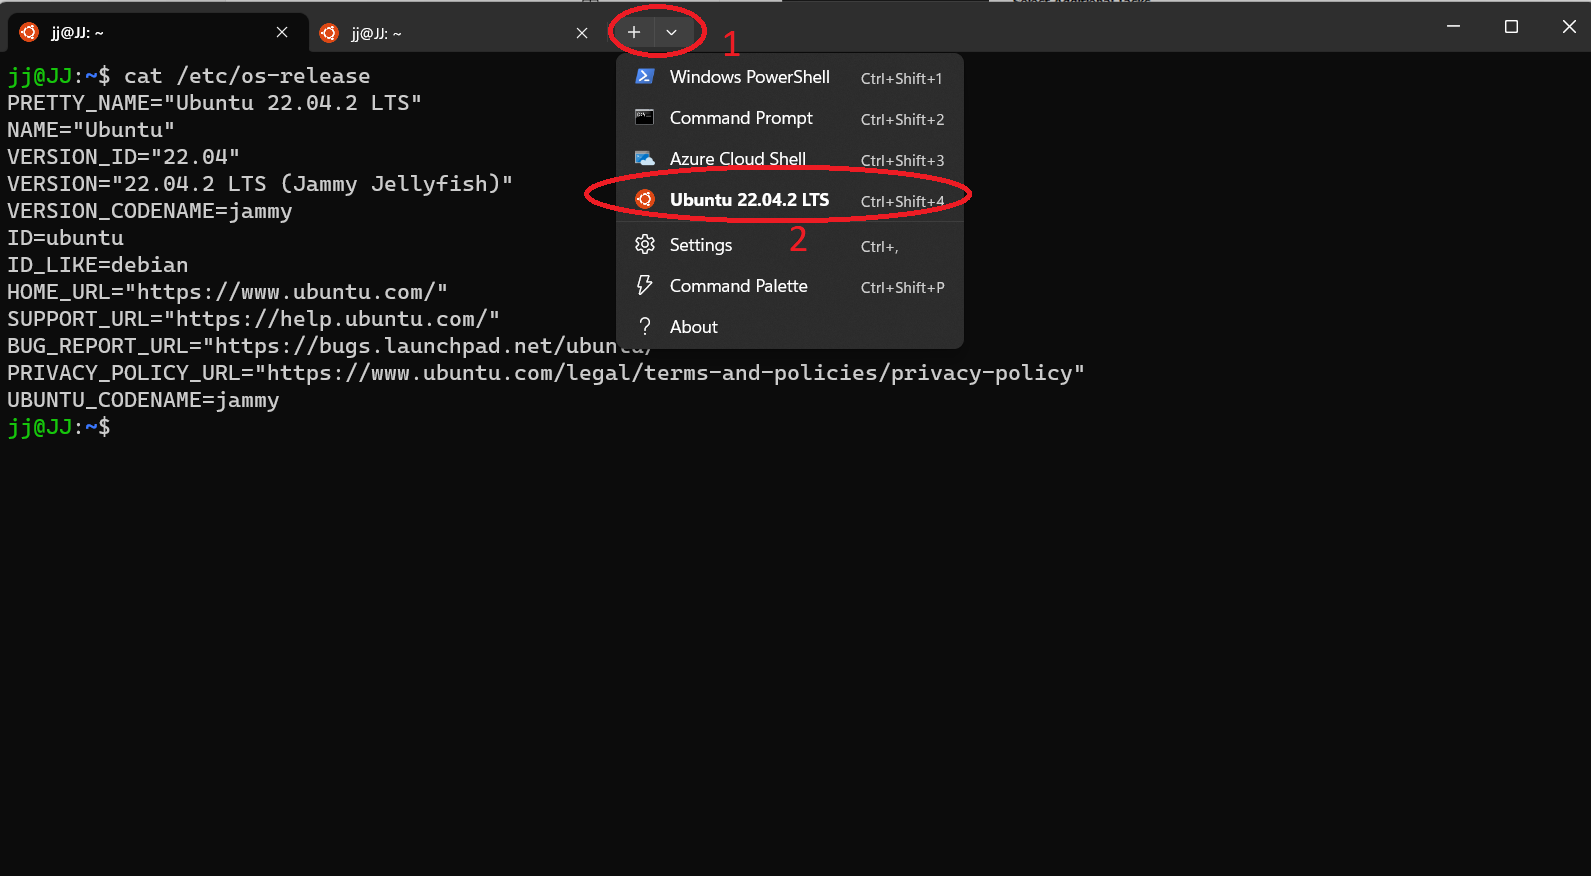 jj@JJ: ~
jj@JJ: ~
1
jj@JJ:~$ cat /etc/os-release
PRETTY_NAME="Ubuntu 22.04.2 LTS"
NAME="Ubuntu"
VERSION_ID="22.04"
VERSION="22.04.2 LTS (Jammy Jellyfish)"
VERSION_CODENAME=jammy
ID=ubuntu
ID_LIKE=debian
HOME_URL="https://www.ubuntu.com/"
SUPPORT_URL="https://help.ubuntu.com/"
BUG_REPORT_URL="https://bugs.launchpad.net/ubuntu/
PRIVACY_POLICY_URL="https://www.ubuntu.com/legal/terms-and-policies/privacy-policy"
UBUNTU_CODENAME=jammy
jj@JJ:~$
Windows PowerShell Ctrl+Shift+1
Command Prompt Ctrl+Shift+2
Azure Cloud Shell Ctrl+Shift+3
Ubuntu 22.04.2 LTS Ctrl+Shift+4
2
Settings Ctrl+,
Command Palette Ctrl+Shift+P
About